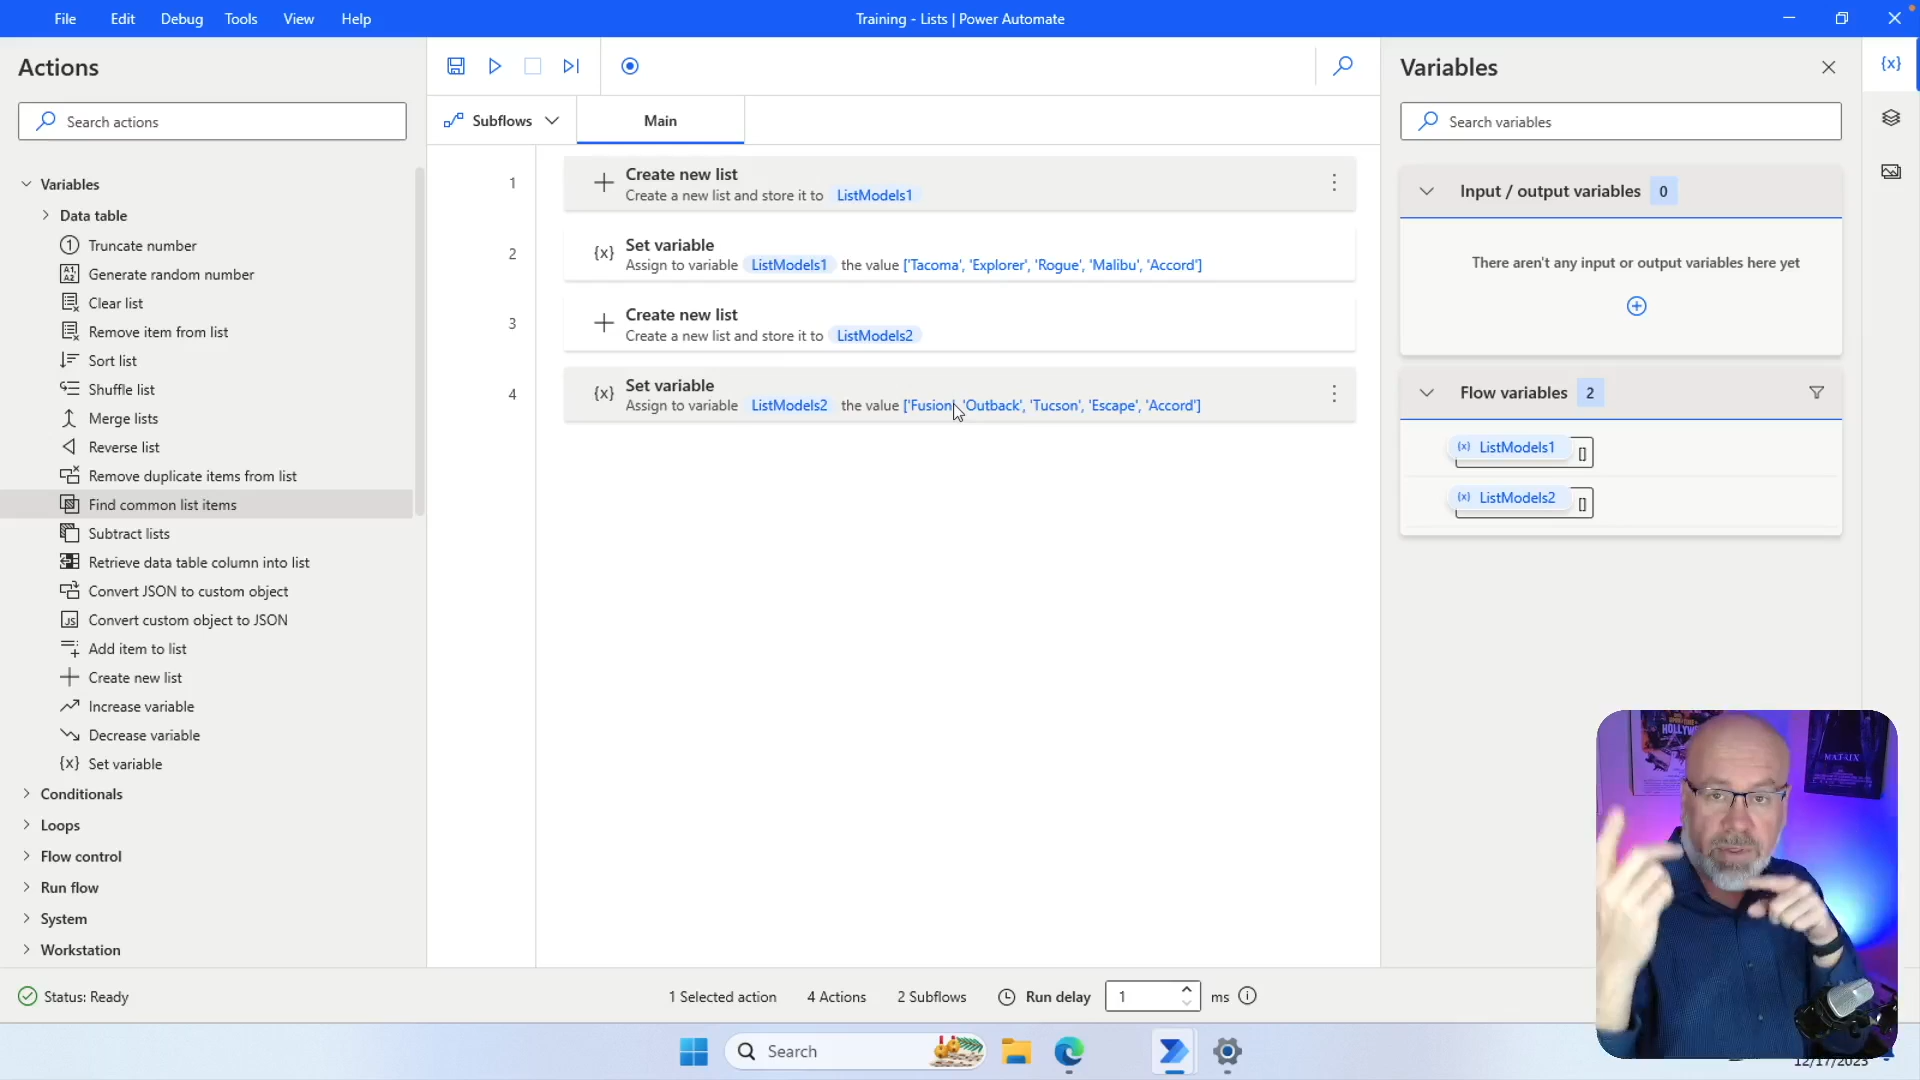 File Edit Debug Tools View Help
Training - Lists | Power Automate
Actions
Search actions
Variables
Data table
Truncate number
Generate random number
Clear list
Remove item from list
Sort list
Shuffle list
Merge lists
Reverse list
Remove duplicate items from list
Find common list items
Subtract lists
Retrieve data table column into list
Convert JSON to custom object
Convert custom object to JSON
Add item to list
Create new list
Increase variable
Decrease variable
{x} Set variable
Conditionals
Loops
Flow control
Run flow
System
Workstation
Subflows
Main
1
Create new list
Create a new list and store it to ListModels1
2
{x} Set variable
Assign to variable ListModels1 the value ['Tacoma', 'Explorer', 'Rogue', 'Malibu', 'Accord']
3
Create new list
Create a new list and store it to ListModels2
4
{x} Set variable
Assign to variable ListModels2 the value ['Fusion', 'Outback', 'Tucson', 'Escape', 'Accord']
Variables
{x}
Search variables
Input / output variables 0
There aren't any input or output variables here yet
Flow variables 2
(x) ListModels1 []
(x) ListModels2 []
HOLLYW
MATRIX
Status: Ready
1 Selected action 4 Actions 2 Subflows Run delay 1 ms
Search
12/17/2023